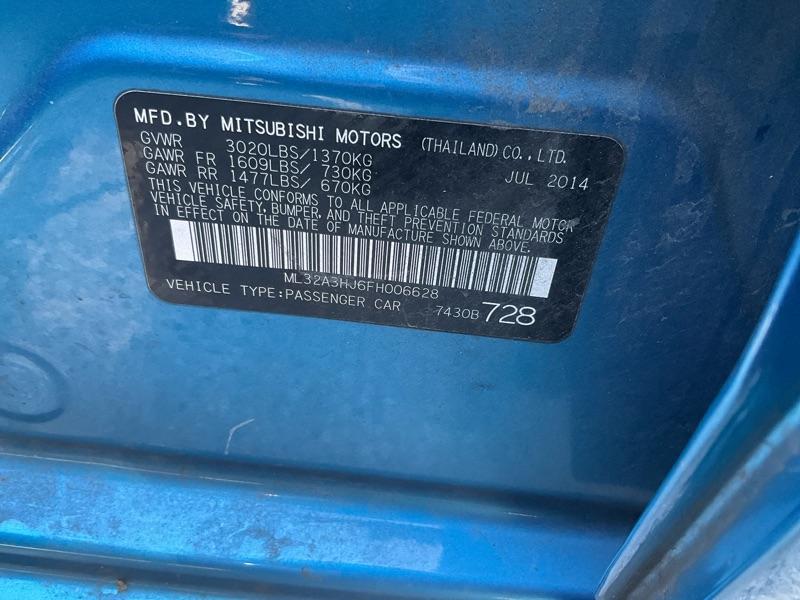 MFD.BY MITSUBISHI MOTORS (THAILAND) CO., LTD.
GVWR 3020LBS/1370KG JUL 2014
GAWR FR 1609LBS/ 730KG
GAWR RR 1477LBS/ 670KG
THIS VEHICLE CONFORMS TO ALL APPLICABLE FEDERAL MOTOR
VEHICLE SAFETY, BUMPER, AND THEFT PREVENTION STANDARDS
IN EFFECT ON THE DATE OF MANUFACTURE SHOWN ABOVE.
ML32A3HJ6FH006628
VEHICLE TYPE:PASSENGER CAR 7430B 728